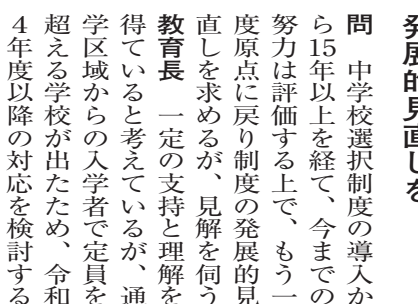 発展的見直しを
問　中学校選択制度の導入か
ら15年以上を経て、今までの
努力は評価する上で、もう一
度原点に戻り制度の発展的見
直しを求めるが、見解を伺う
教育長　一定の支持と理解を
得ていると考えているが、通
学区域からの入学者で定員を
超える学校が出たため、令和
4年度以降の対応を検討する